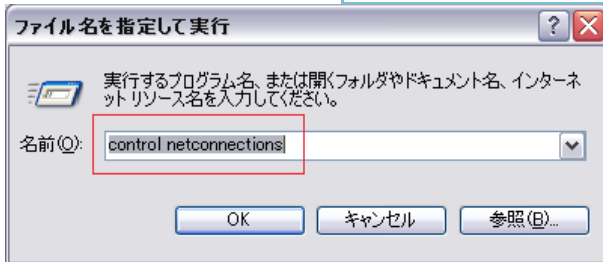 ファイル名を指定して実行
実行するプログラム名、または開くフォルダやドキュメント名、インターネ
ット リソース名を入力してください。
名前(O):
control netconnections
OK
キャンセル
参照(B)...